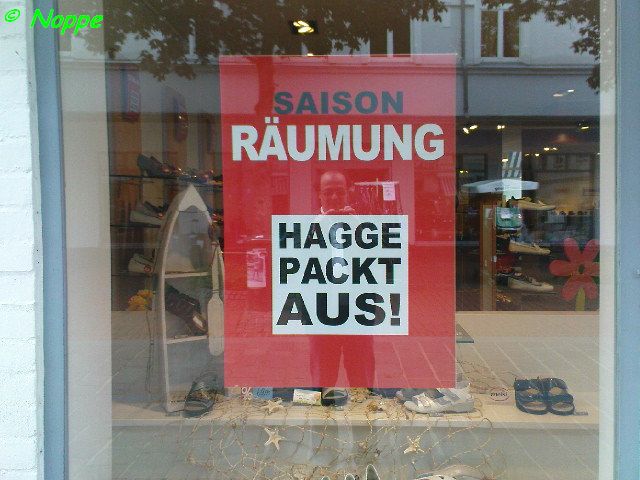 © Noppe
SAISON
RÄUMUNG
HAGGE
PACKT
AUS!